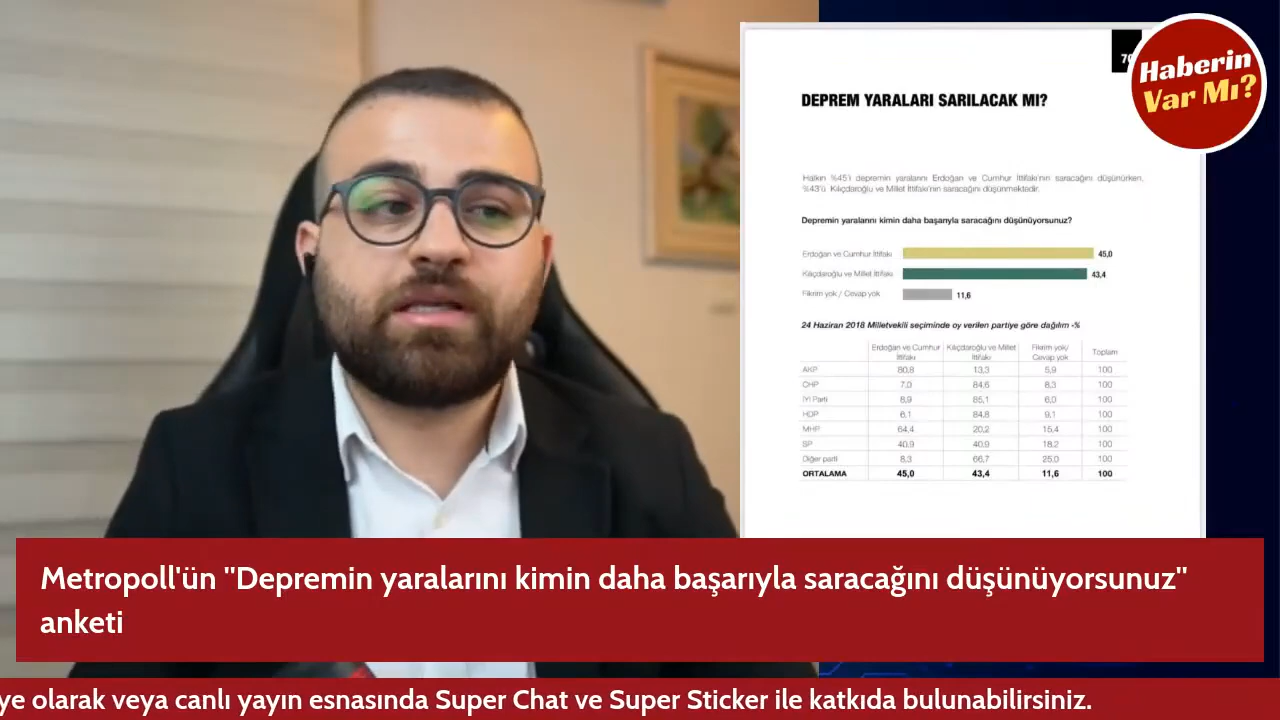 70
Haberin
Var Mı?
DEPREM YARALARI SARILACAK MI?
Halkın %45'i depremin yaralarını Erdoğan ve Cumhur İttifakı'nın saracağını düşünürken,
%43'ü Kılıçdaroğlu ve Millet İttifakı'nın saracağını düşünmektedir.
Depremin yaralarını kimin daha başarıyla saracağını düşünüyorsunuz?
Erdoğan ve Cumhur İttifakı 45,0
Kılıçdaroğlu ve Millet İttifakı 43,4
Fikrim yok / Cevap yok 11,6
24 Haziran 2018 Milletvekili seçiminde oy verilen partiye göre dağılım -%
Erdoğan ve Cumhur Kılıçdaroğlu ve Millet Fikrim yok/ Toplam
İttifakı İttifakı Cevap yok
AKP 80,8 13,3 5,9 100
CHP 7,0 84,6 8,3 100
IYI Parti 8,9 85,1 6,0 100
HDP 6,1 84,8 9,1 100
MHP 64,4 20,2 15,4 100
SP 40,9 40,9 18,2 100
Diğer parti 8,3 66,7 25,0 100
ORTALAMA 45,0 43,4 11,6 100
Metropoll'ün "Depremin yaralarını kimin daha başarıyla saracağını düşünüyorsunuz"
anketi
ye olarak veya canlı yayın esnasında Super Chat ve Super Sticker ile katkıda bulunabilirsiniz.